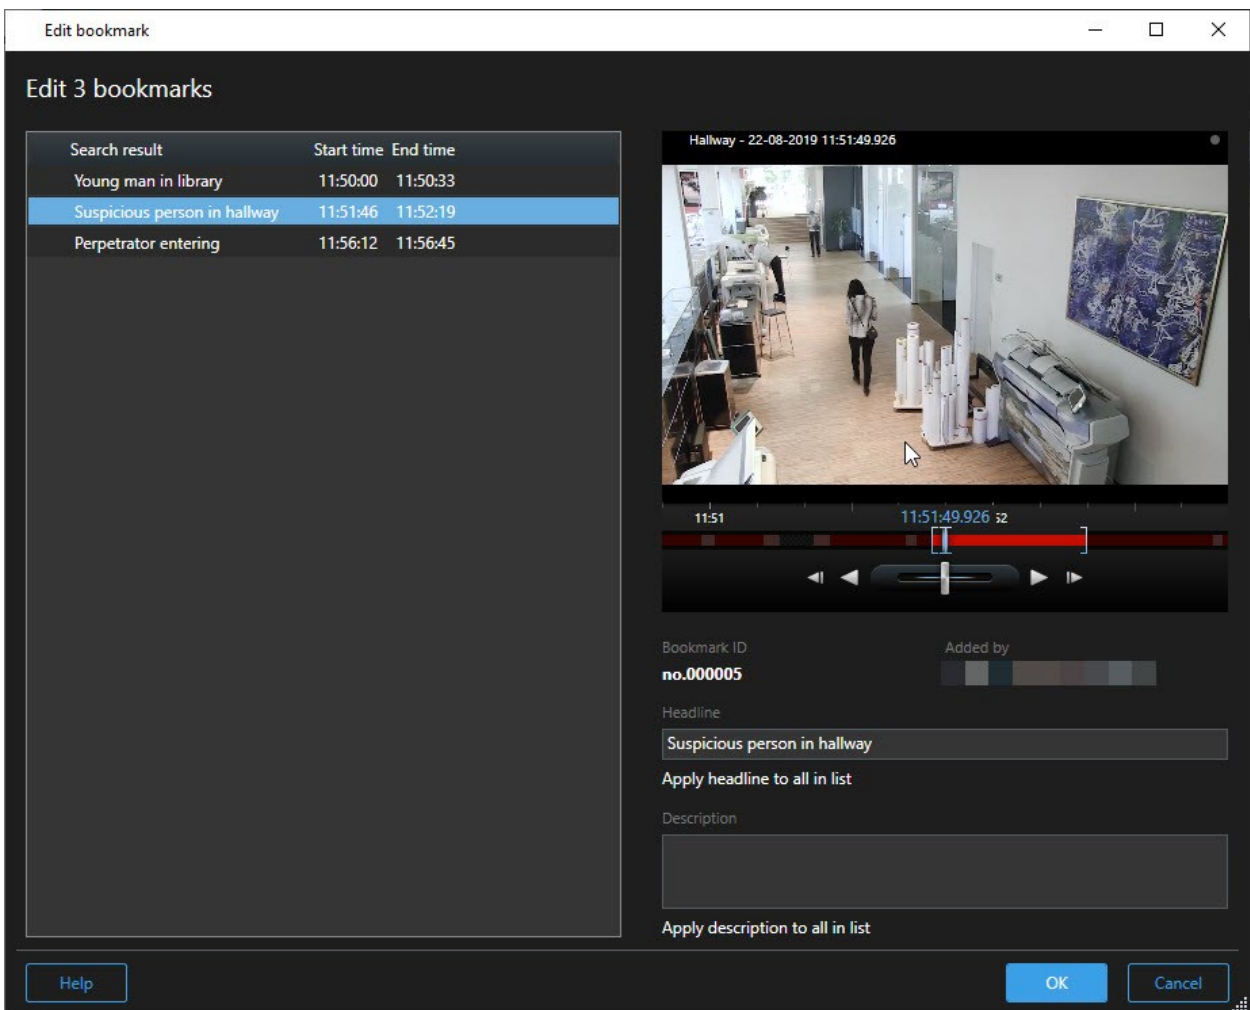 Edit bookmark
Edit 3 bookmarks
Search result Start time End time
Young man in library 11:50:00 11:50:33
Suspicious person in hallway 11:51:46 11:52:19
Perpetrator entering 11:56:12 11:56:45
Hallway - 22-08-2019 11:51:49.926
11:51 11:51:49.926 52
Bookmark ID Added by
no.000005
Headline
Suspicious person in hallway
Apply headline to all in list
Description
Apply description to all in list
Help OK Cancel